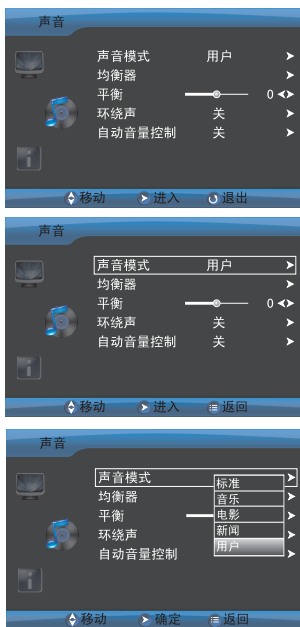 声音
声音模式 用户
均衡器
平衡 0
环绕声 关
自动音量控制 关
移动 进入 退出
声音
声音模式 用户
均衡器
平衡 0
环绕声 关
自动音量控制 关
移动 进入 返回
声音
声音模式
标准
均衡器 音乐
平衡 电影
环绕声 新闻
用户
自动音量控制
移动 确定 返回